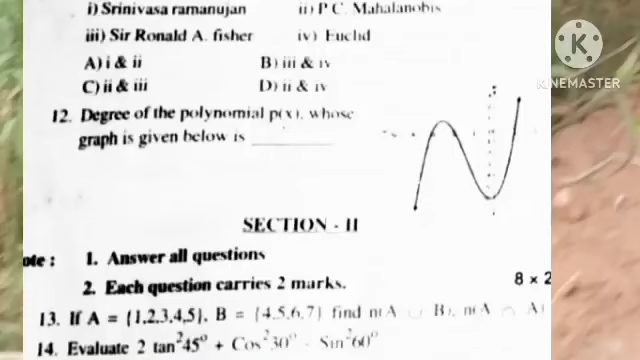 i) Srinivasa ramanujan ii) P C. Mahalanobis
iii) Sir Ronald A. fisher iv) Euclid
A) i & ii B) iii & iv
C) ii & iii D) ii & iv
12. Degree of the polynomial p(x), whose
graph is given below is ________
SECTION - II
ote : 1. Answer all questions
2. Each question carries 2 marks.
8 × 2
13. If A = {1,2,3,4,5}, B = {4,5,6,7} find n(A ∪ B), n(A ∩ A)
14. Evaluate 2 tan²45° + Cos²30° - Sin²60°
KINEMASTER